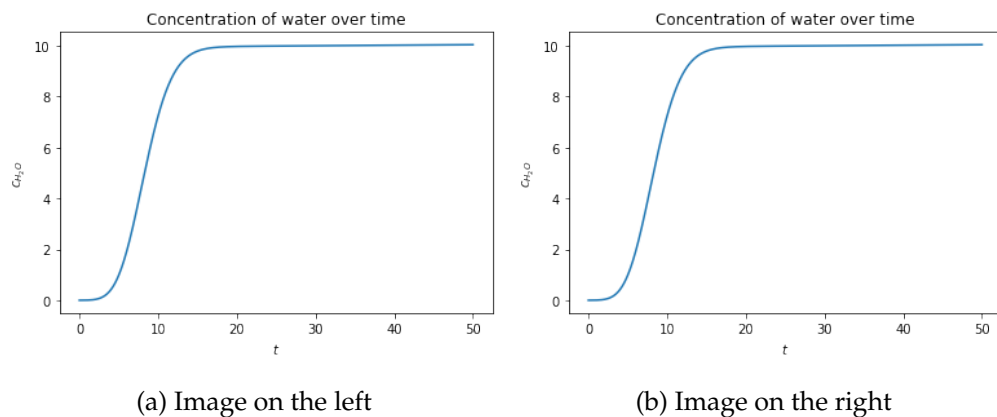 Concentration of water over time
10
8
6
4
2
0
c_{H_2O}
0 10 20 30 40 50
t
(a) Image on the left
Concentration of water over time
10
8
6
4
2
0
c_{H_2O}
0 10 20 30 40 50
t
(b) Image on the right